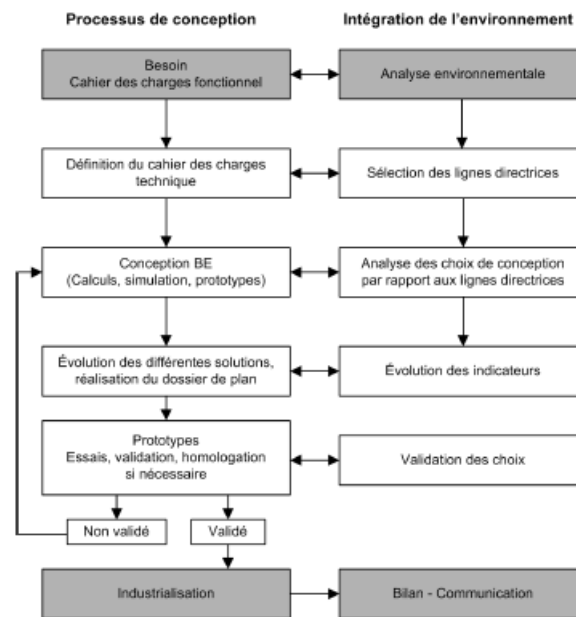 Processus de conception
Intégration de l'environnement
Besoin
Cahier des charges fonctionnel
Analyse environnementale
Définition du cahier des charges
technique
Sélection des lignes directrices
Conception BE
(Calculs, simulation, prototypes)
Analyse des choix de conception
par rapport aux lignes directrices
Évolution des différentes solutions,
réalisation du dossier de plan
Évolution des indicateurs
Prototypes
Essais, validation, homologation
si nécessaire
Validation des choix
Non validé
Validé
Industrialisation
Bilan - Communication